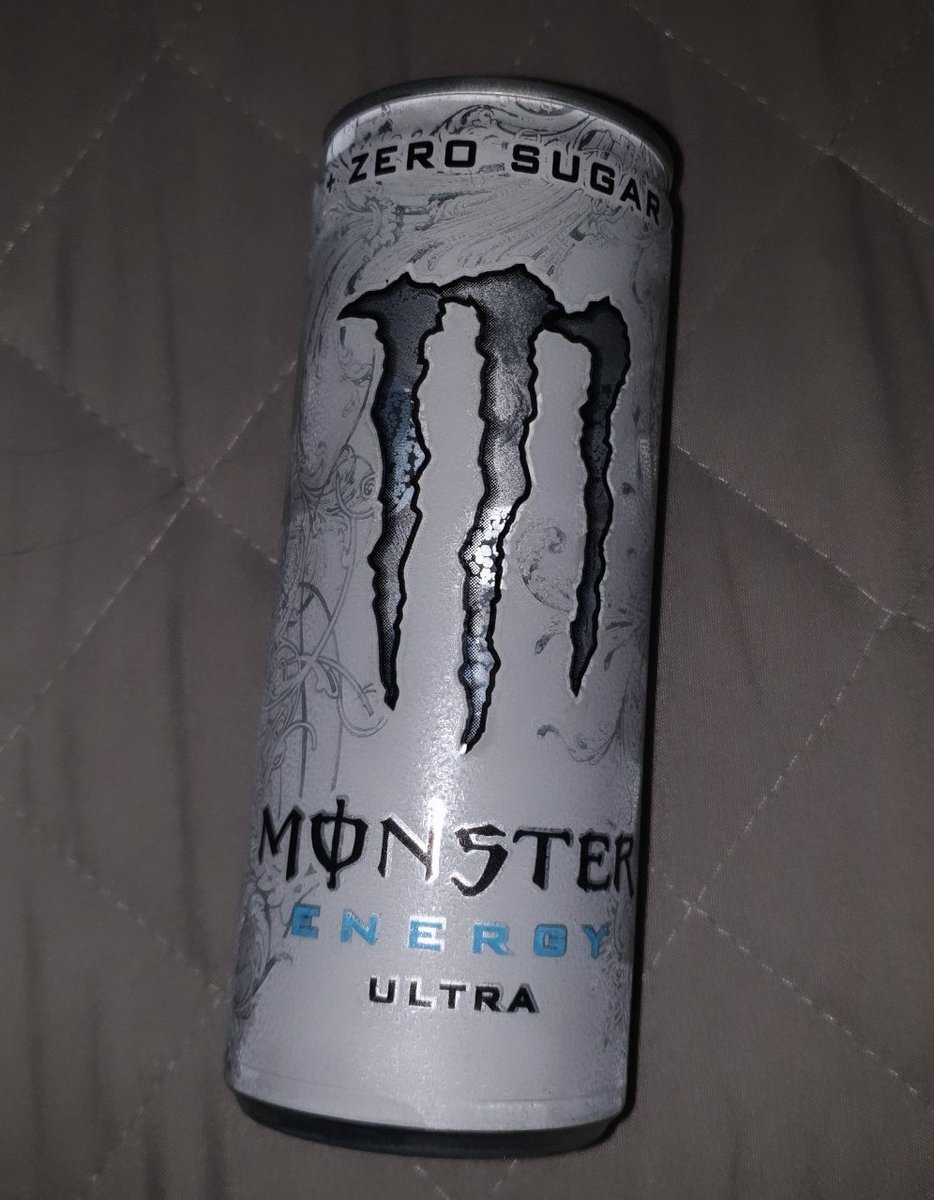 + ZERO SUGAR
MONSTER
ENERGY
ULTRA